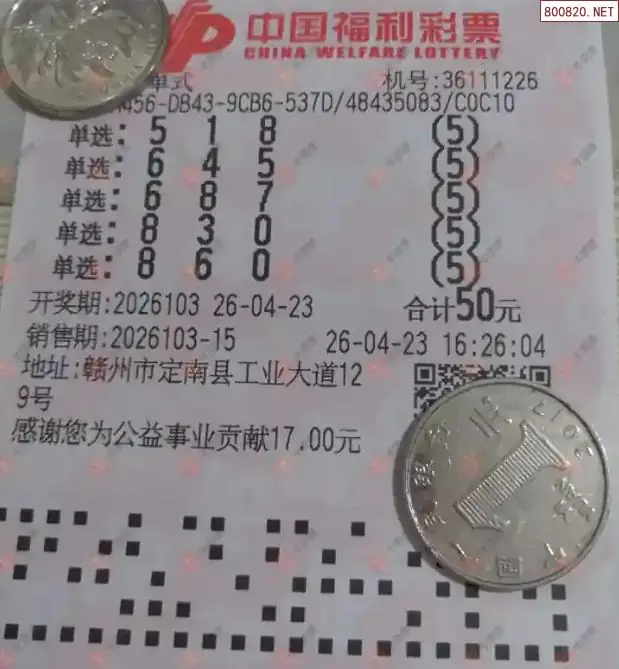 800820.NET
中国福利彩票
CHINA WELFARE LOTTERY
单式 机号:36111226
456-DB43-9CB6-537D/48435083/C0C10
单选: 5 1 8 (5)
单选: 6 4 5 (5)
单选: 6 8 7 (5)
单选: 8 3 0 (5)
单选: 8 6 0 (5)
开奖期:2026103 26-04-23 合计50元
销售期:2026103-15 26-04-23 16:26:04
地址:赣州市定南县工业大道12
9号
感谢您为公益事业贡献17.00元
2012
1